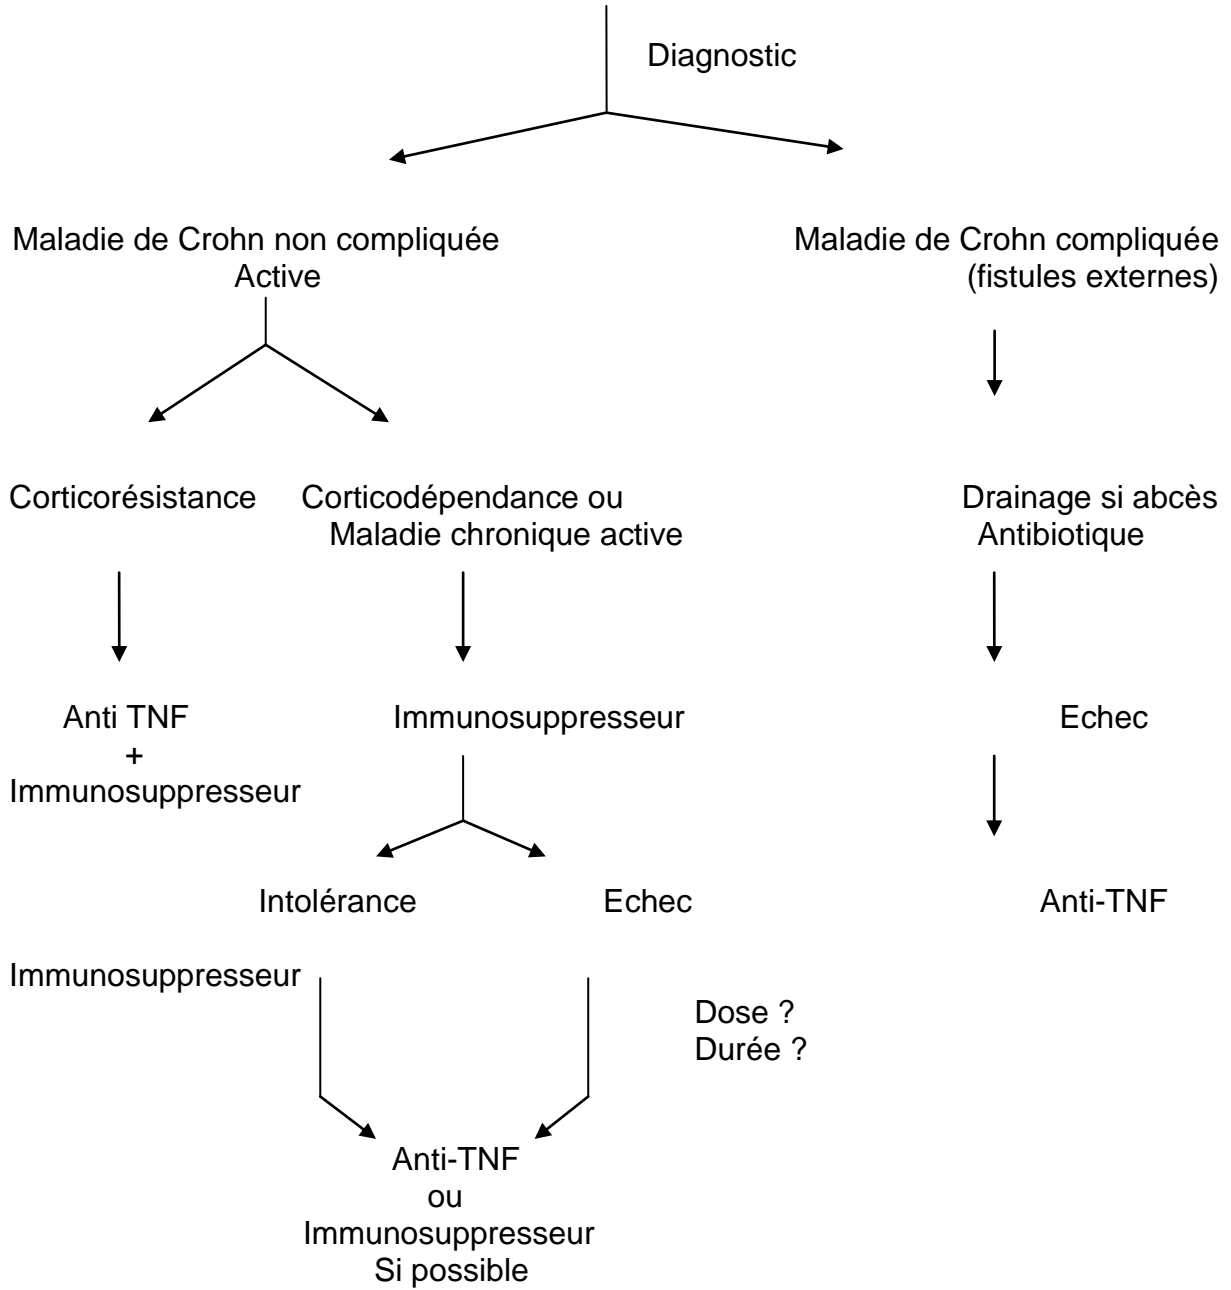 Diagnostic
Maladie de Crohn non compliquée
Active
Maladie de Crohn compliquée
(fistules externes)
Corticorésistance
Corticodépendance ou
Maladie chronique active
Drainage si abcès
Antibiotique
Anti TNF
+
Immunosuppresseur
Immunosuppresseur
Echec
Intolérance
Echec
Anti-TNF
Immunosuppresseur
Dose ?
Durée ?
Anti-TNF
ou
Immunosuppresseur
Si possible